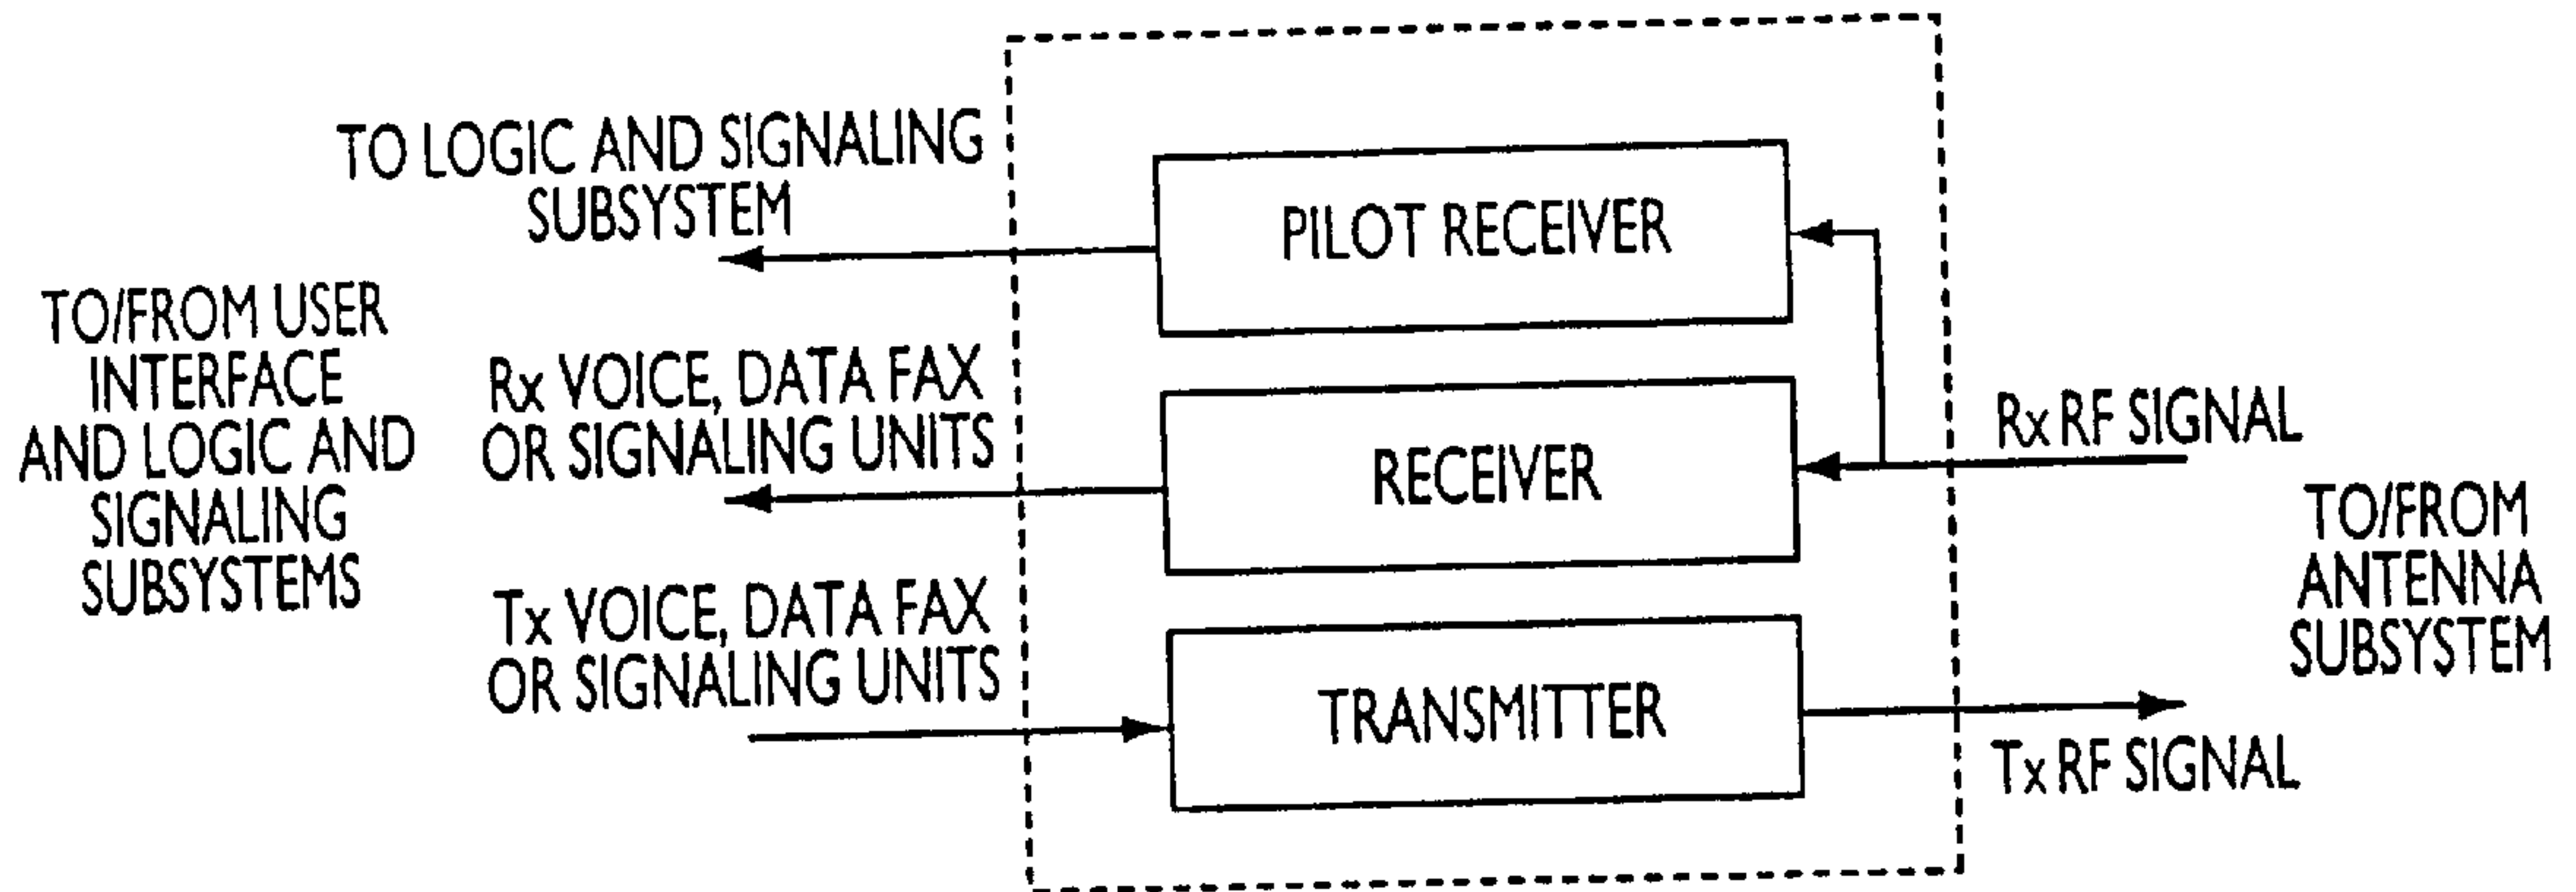 TO LOGIC AND SIGNALING
SUBSYSTEM
PILOT RECEIVER
TO/FROM USER
INTERFACE
AND LOGIC AND
SIGNALING
SUBSYSTEMS
Rx VOICE, DATA FAX
OR SIGNALING UNITS
RECEIVER
Rx RF SIGNAL
TO/FROM
ANTENNA
SUBSYSTEM
Tx VOICE, DATA FAX
OR SIGNALING UNITS
TRANSMITTER
Tx RF SIGNAL